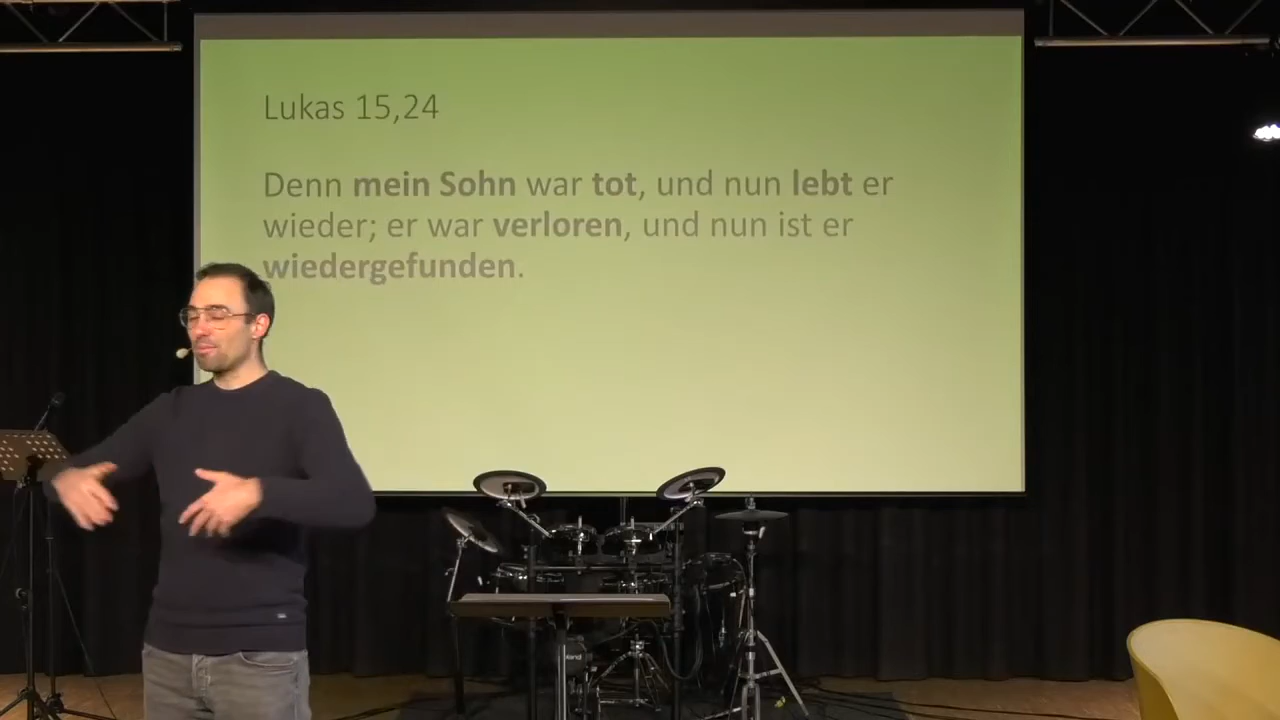 Lukas 15,24
Denn mein Sohn war tot, und nun lebt er
wieder; er war verloren, und nun ist er
wiedergefunden.